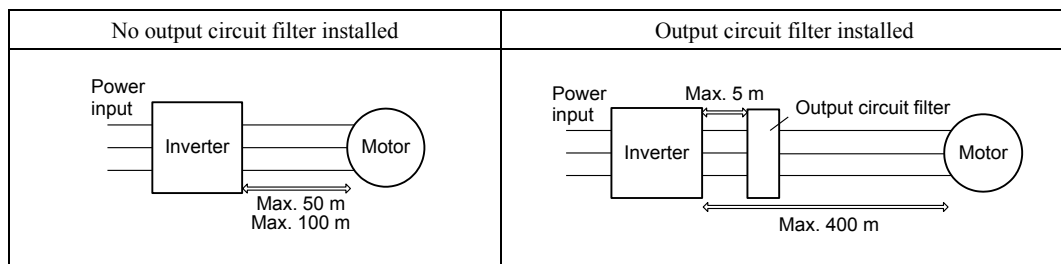 No output circuit filter installed
Output circuit filter installed
Power
input
Inverter
Motor
Max. 50 m
Max. 100 m
Power
input
Max. 5 m
Output circuit filter
Inverter
Motor
Max. 400 m